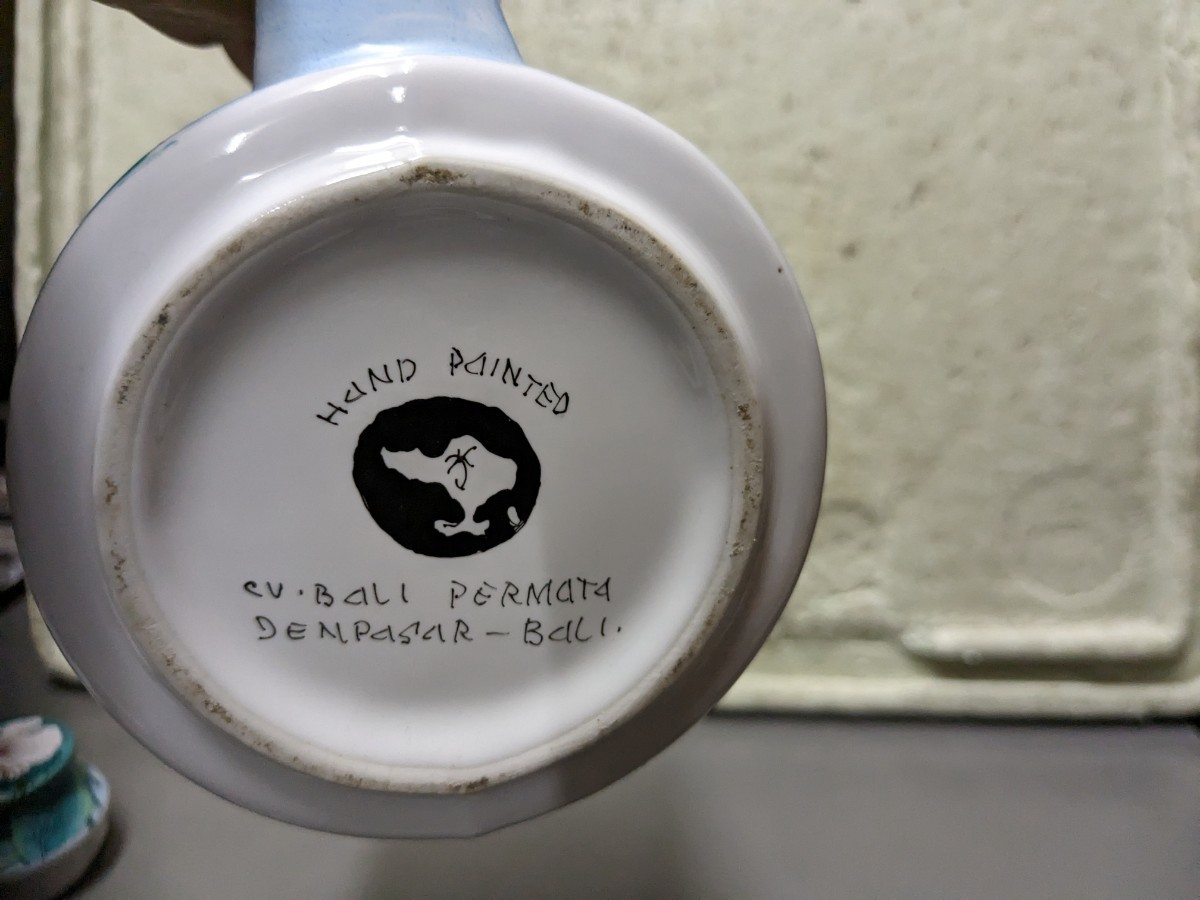 HAND PAINTED
CV. BALI PERMATA
DENPASAR - BALI.